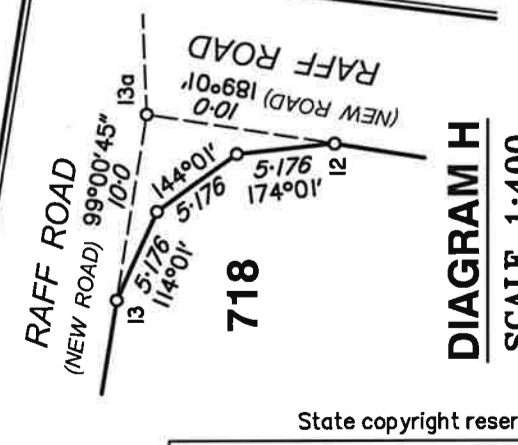 RAFF ROAD
(NEW ROAD) 99°00'45"
10·0
13a
RAFF ROAD
(NEW ROAD) 189°01'
10·0
13
5·176
114°01'
144°01'
5·176
5·176
174°01'
12
718
DIAGRAM H
SCALE 1:400
State copyright reser